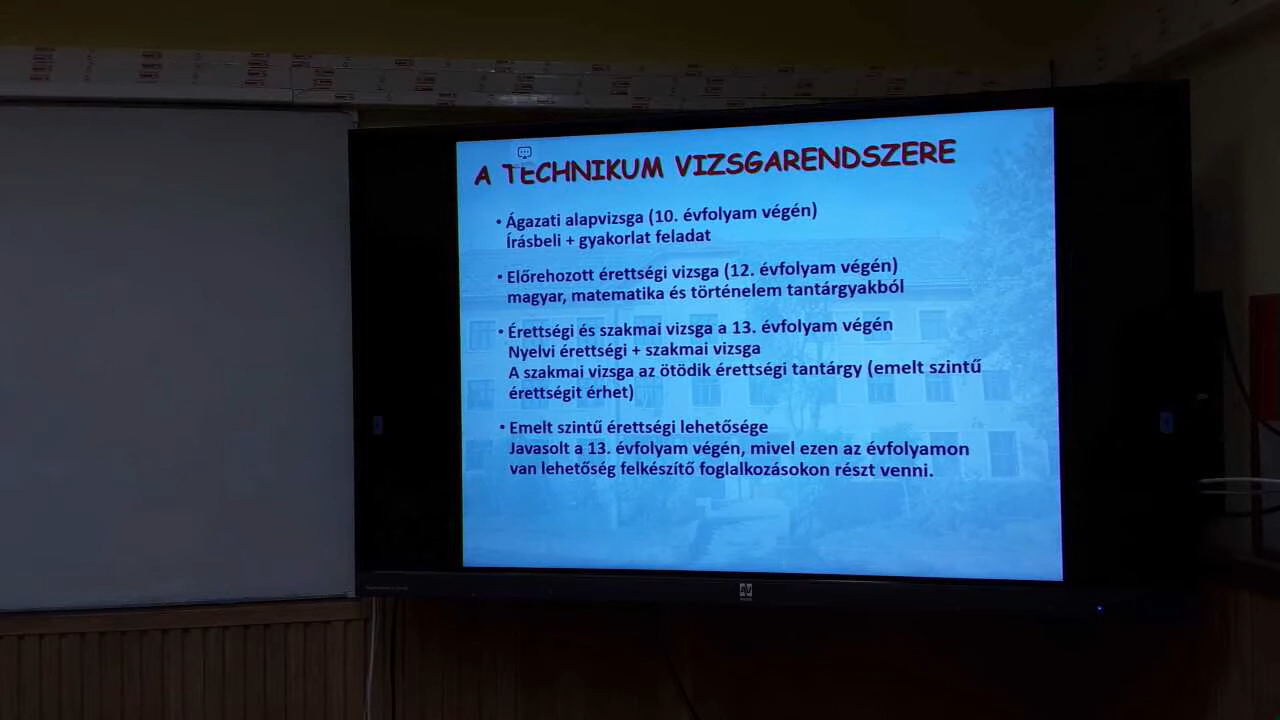 A TECHNIKUM VIZSGARENDSZERE
• Ágazati alapvizsga (10. évfolyam végén)
Írásbeli + gyakorlat feladat
• Előrehozott érettségi vizsga (12. évfolyam végén)
magyar, matematika és történelem tantárgyakból
• Érettségi és szakmai vizsga a 13. évfolyam végén
Nyelvi érettségi + szakmai vizsga
A szakmai vizsga az ötödik érettségi tantárgy (emelt szintű
érettségit érhet)
• Emelt szintű érettségi lehetősége
Javasolt a 13. évfolyam végén, mivel ezen az évfolyamon
van lehetőség felkészítő foglalkozásokon részt venni.